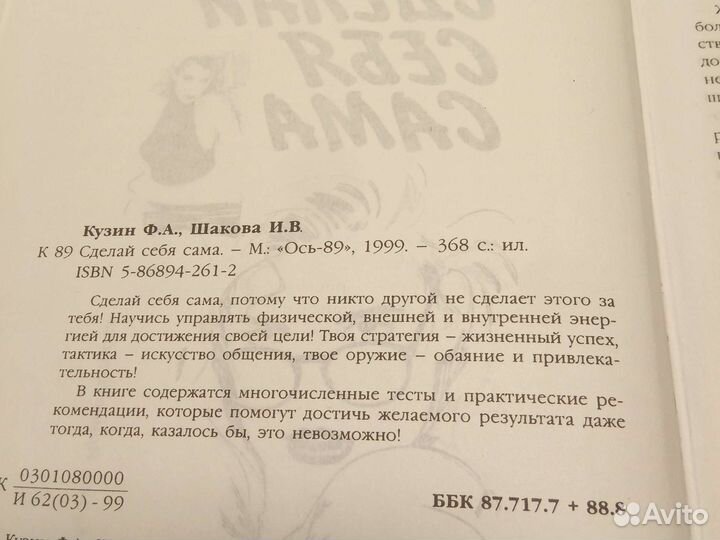 СДЕЛАЙ
СЕБЯ
САМА
Кузин Ф.А., Шакова И.В.
К 89 Сделай себя сама. – М.: «Ось-89», 1999. – 368 с.: ил.
ISBN 5-86894-261-2
Сделай себя сама, потому что никто другой не сделает этого за
тебя! Научись управлять физической, внешней и внутренней энер-
гией для достижения своей цели! Твоя стратегия – жизненный успех,
тактика – искусство общения, твое оружие – обаяние и привлека-
тельность!
В книге содержатся многочисленные тесты и практические ре-
комендации, которые помогут достичь желаемого результата даже
тогда, когда, казалось бы, это невозможно!
К 0301080000
И 62(03) - 99
ББК 87.717.7 + 88.8
Avito